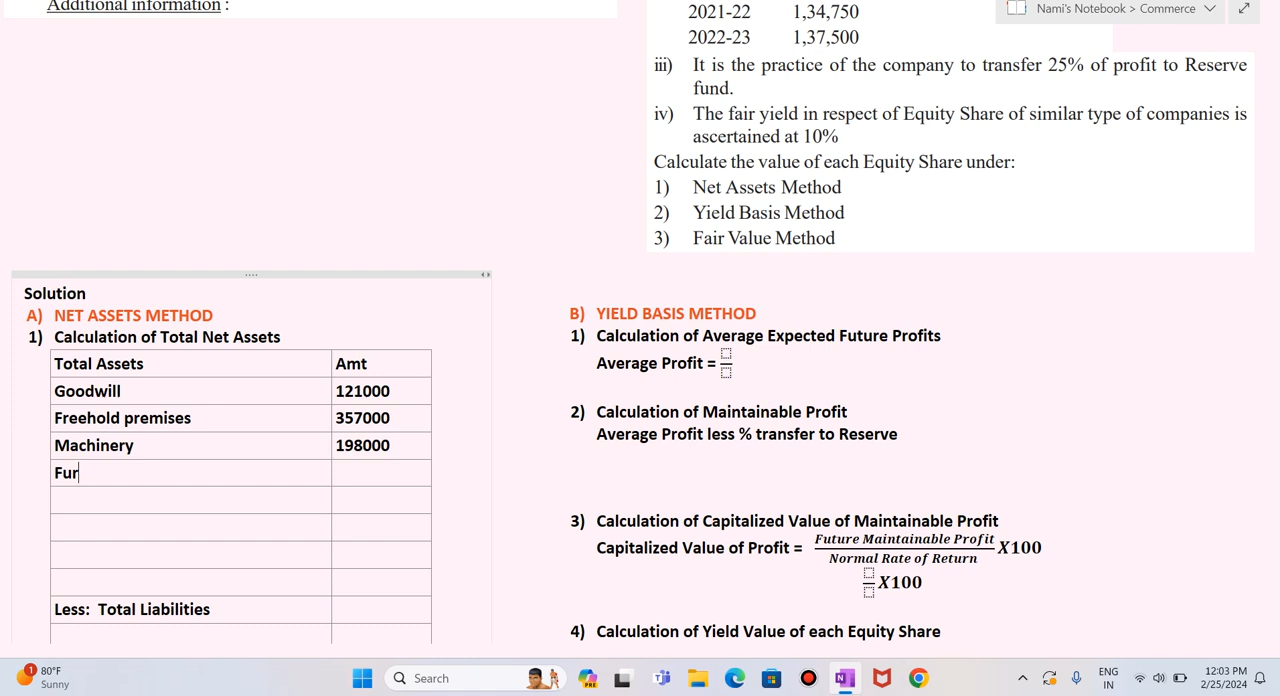 Additional information :
2021-22 1,34,750
2022-23 1,37,500
Nami's Notebook > Commerce
iii) It is the practice of the company to transfer 25% of profit to Reserve
fund.
iv) The fair yield in respect of Equity Share of similar type of companies is
ascertained at 10%
Calculate the value of each Equity Share under:
1) Net Assets Method
2) Yield Basis Method
3) Fair Value Method
Solution
A) NET ASSETS METHOD
1) Calculation of Total Net Assets
Total Assets Amt
Goodwill 121000
Freehold premises 357000
Machinery 198000
Fur
Less: Total Liabilities
B) YIELD BASIS METHOD
1) Calculation of Average Expected Future Profits
Average Profit =
2) Calculation of Maintainable Profit
Average Profit less % transfer to Reserve
3) Calculation of Capitalized Value of Maintainable Profit
Capitalized Value of Profit = Future Maintainable Profit / Normal Rate of Return X100
X100
4) Calculation of Yield Value of each Equity Share
1
80°F
Sunny
Search
PRE
ENG
IN
12:03 PM
2/25/2024